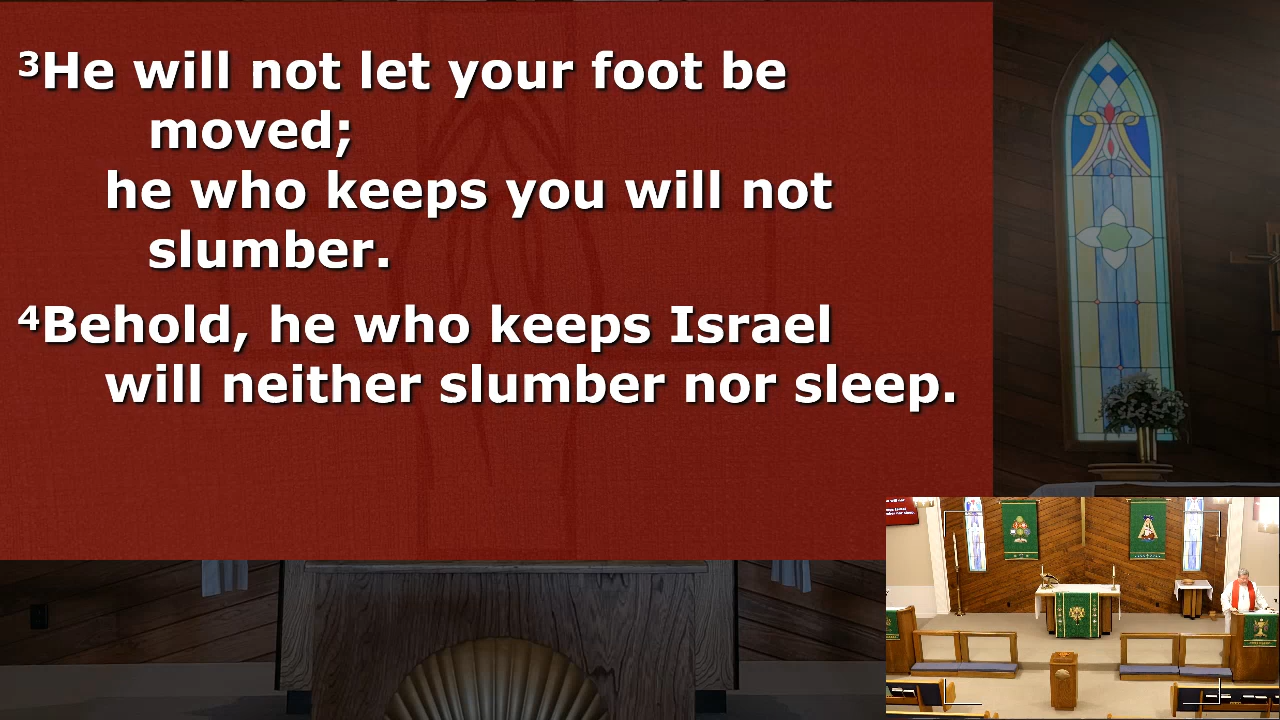 ³He will not let your foot be
moved;
he who keeps you will not
slumber.
⁴Behold, he who keeps Israel
will neither slumber nor sleep.